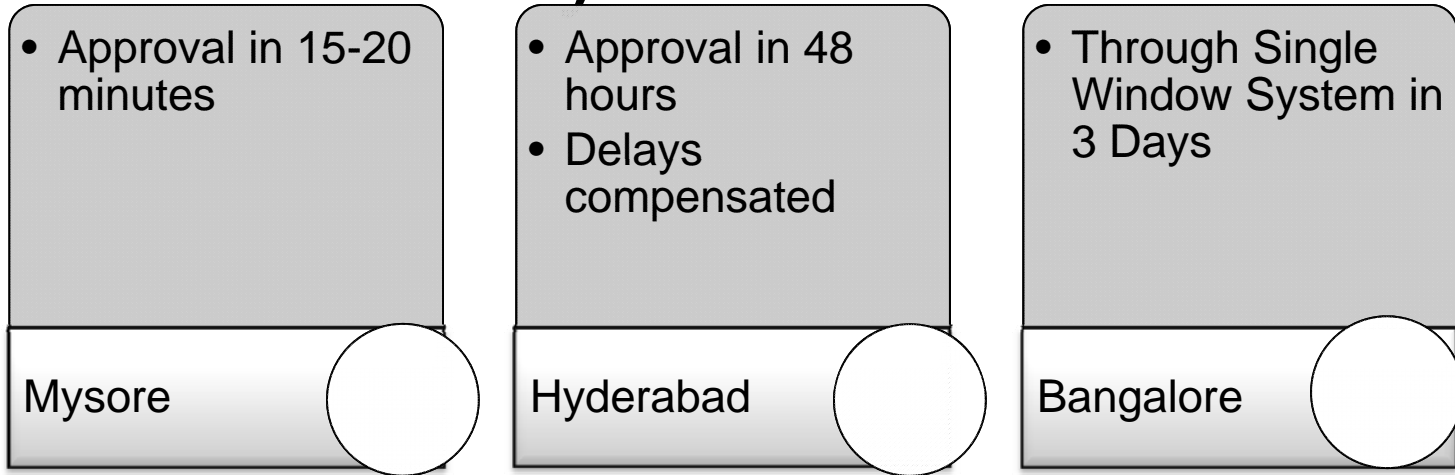 • Approval in 15-20
minutes
Mysore
• Approval in 48
hours
• Delays
compensated
Hyderabad
• Through Single
Window System in
3 Days
Bangalore